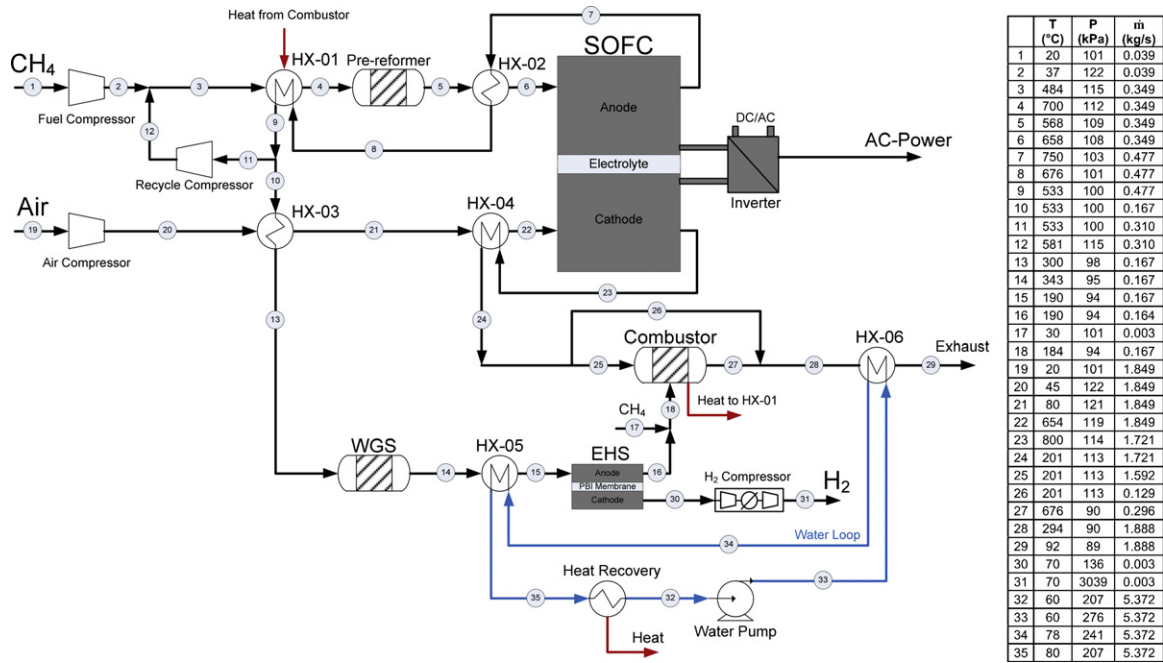 Heat from Combustor
7
SOFC
HX-01
Pre-reformer
HX-02
CH₄
1
2
3
4
5
6
Anode
Fuel Compressor
DC/AC
9
12
8
AC-Power
11
Electrolyte
Recycle Compressor
10
Inverter
HX-03
HX-04
Air
Cathode
19
20
21
22
Air Compressor
23
13
24
26
Combustor
HX-06
Exhaust
25
27
28
29
18
Heat to HX-01
CH₄
17
WGS
HX-05
EHS
14
15
Anode
16
H₂ Compressor
PBI Membrane
H₂
Cathode
30
31
Water Loop
34
Heat Recovery
33
35
32
Water Pump
Heat
T P ṁ
(°C) (kPa) (kg/s)
1 20 101 0.039
2 37 122 0.039
3 484 115 0.349
4 700 112 0.349
5 568 109 0.349
6 658 108 0.349
7 750 103 0.477
8 676 101 0.477
9 533 100 0.477
10 533 100 0.167
11 533 100 0.310
12 581 115 0.310
13 300 98 0.167
14 343 95 0.167
15 190 94 0.167
16 190 94 0.164
17 30 101 0.003
18 184 94 0.167
19 20 101 1.849
20 45 122 1.849
21 80 121 1.849
22 654 119 1.849
23 800 114 1.721
24 201 113 1.721
25 201 113 1.592
26 201 113 0.129
27 676 90 0.296
28 294 90 1.888
29 92 89 1.888
30 70 136 0.003
31 70 3039 0.003
32 60 207 5.372
33 60 276 5.372
34 78 241 5.372
35 80 207 5.372